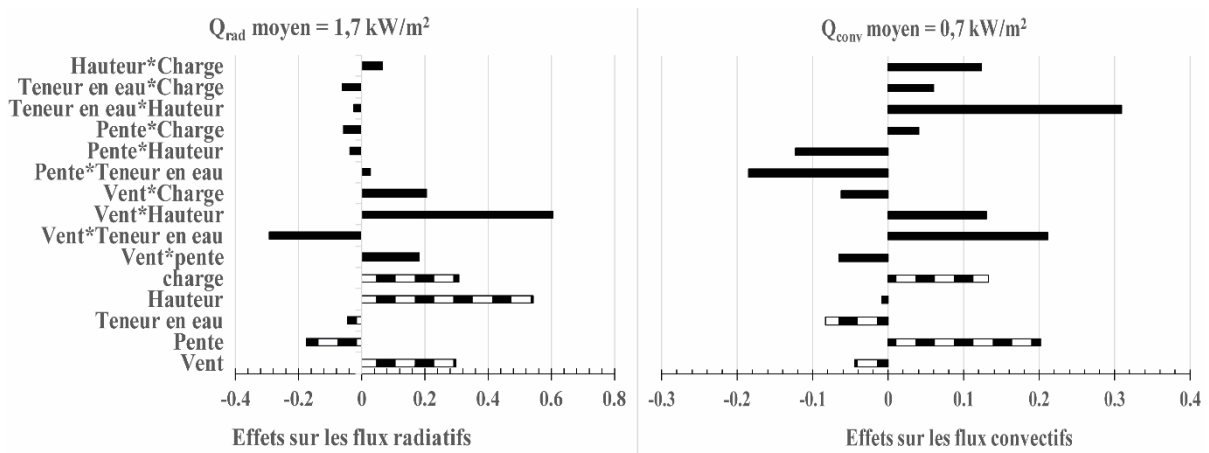 Qrad moyen = 1,7 kW/m²
Hauteur*Charge
Teneur en eau*Charge
Teneur en eau*Hauteur
Pente*Charge
Pente*Hauteur
Pente*Teneur en eau
Vent*Charge
Vent*Hauteur
Vent*Teneur en eau
Vent*pente
charge
Hauteur
Teneur en eau
Pente
Vent
-0.4 -0.2 0 0.2 0.4 0.6 0.8
Effets sur les flux radiatifs
Qconv moyen = 0,7 kW/m²
-0.3 -0.2 -0.1 0 0.1 0.2 0.3 0.4
Effets sur les flux convectifs